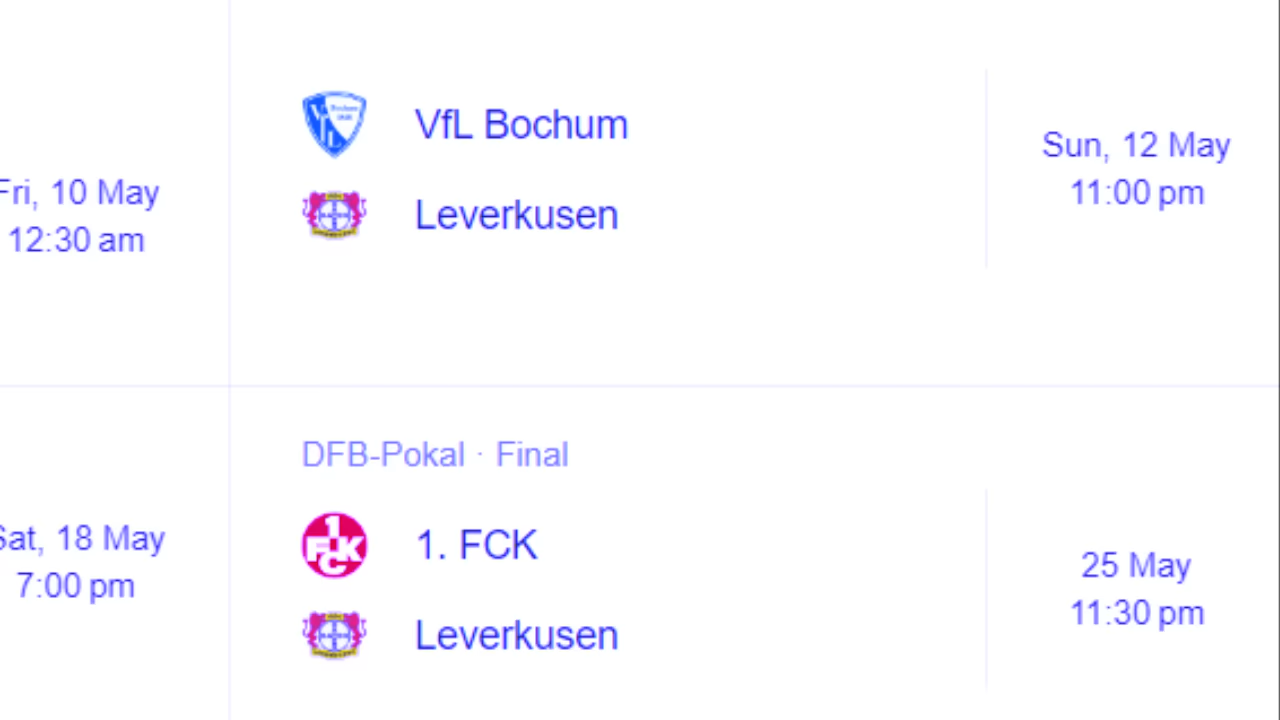 Fri, 10 May
12:30 am
VfL Bochum
Leverkusen
Sun, 12 May
11:00 pm
Sat, 18 May
7:00 pm
DFB-Pokal · Final
1. FCK
Leverkusen
25 May
11:30 pm